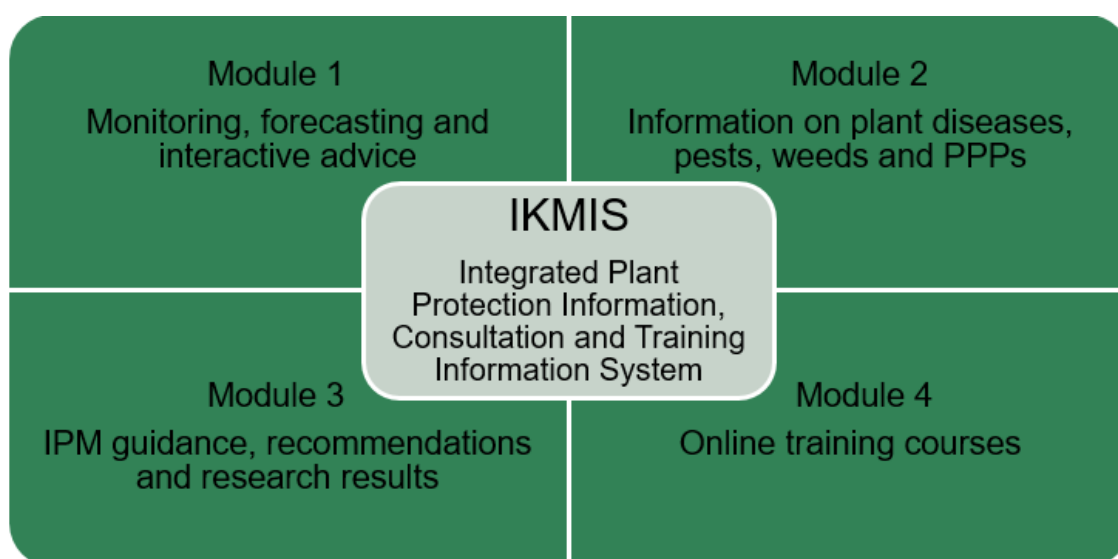 Module 1
Monitoring, forecasting and
interactive advice
Module 2
Information on plant diseases,
pests, weeds and PPPs
IKMIS
Integrated Plant
Protection Information,
Consultation and Training
Information System
Module 3
IPM guidance, recommendations
and research results
Module 4
Online training courses